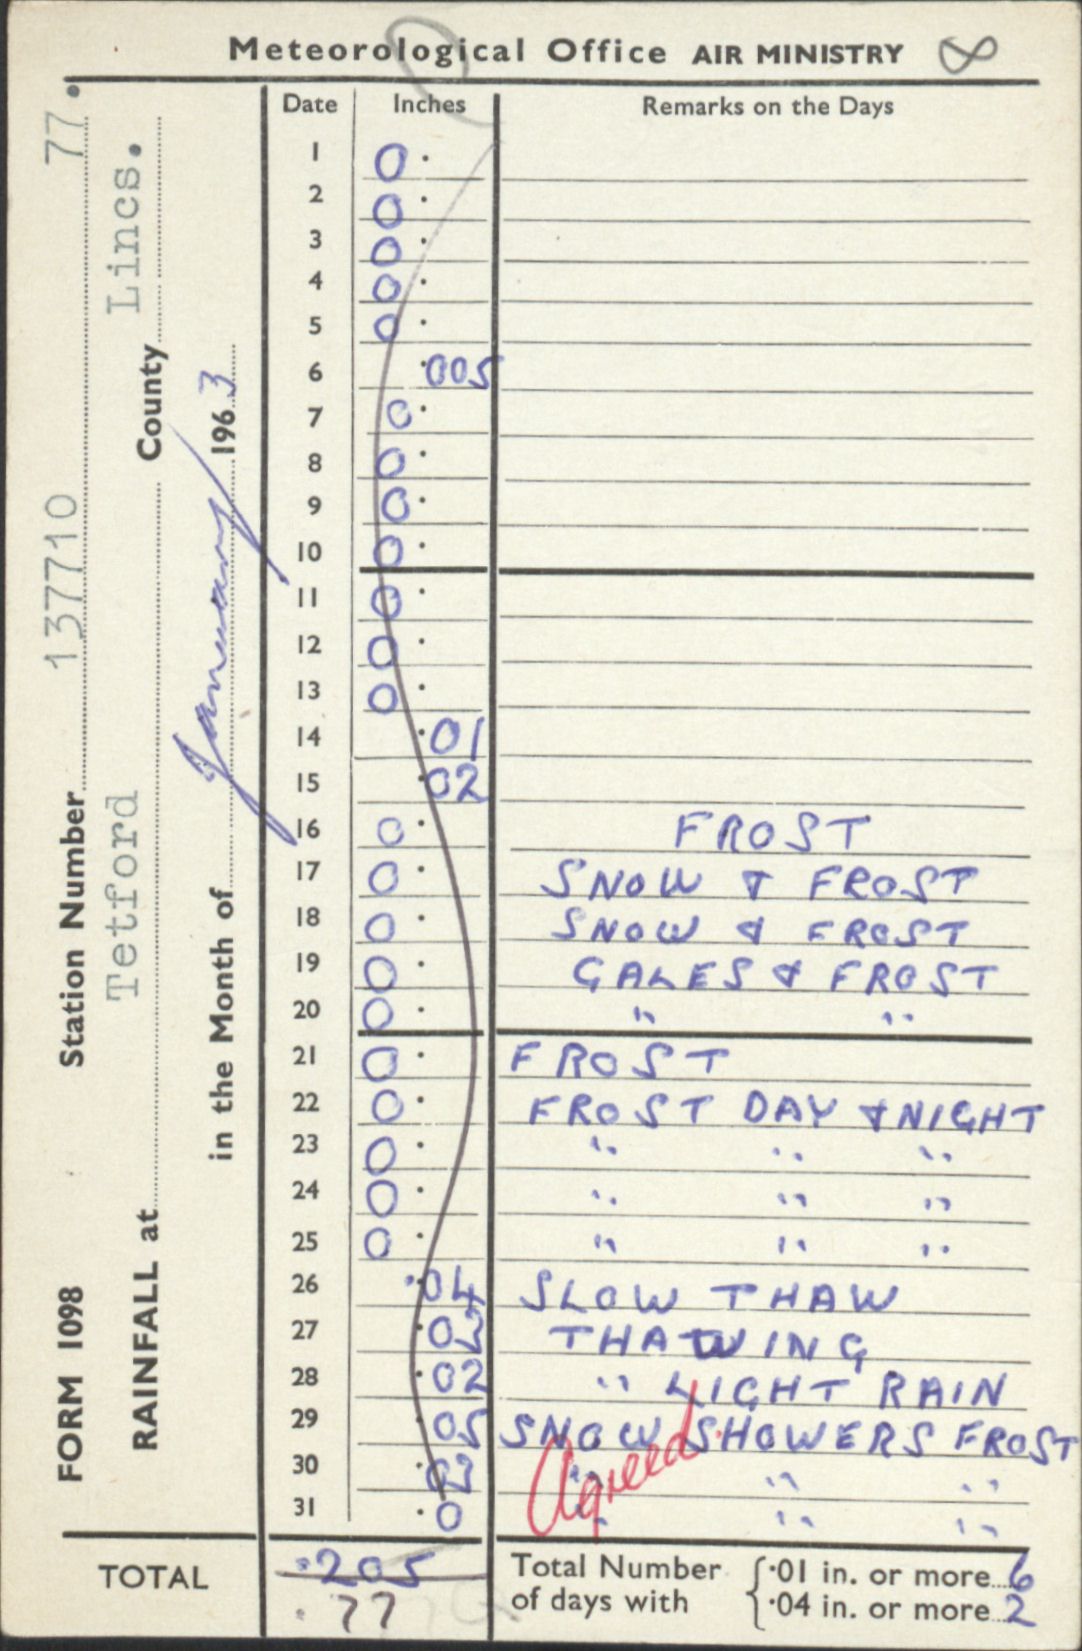 Meteorological Office AIR MINISTRY 8
FORM 1098 Station Number 137710 77.
RAINFALL at Tetford County Lincs.
in the Month of January 1963
Date Inches Remarks on the Days
1 0 .
2 0 .
3 0 .
4 0 .
5 0 .
6 .005
7 0 .
8 0 .
9 0 .
10 0 .
11 0 .
12 0 .
13 0 .
14 .01
15 .02
16 0 . FROST
17 0 . SNOW & FROST
18 0 . SNOW & FROST
19 0 . GALES & FROST
20 0 . " "
21 0 . FROST
22 0 . FROST DAY & NIGHT
23 0 . " " "
24 0 . " " "
25 0 . " " "
26 .04 SLOW THAW
27 .02 THAWING
28 .02 " LIGHT RAIN
29 .05 SNOW SHOWERS FROST
30 " " "
31 . 0 " " "
Agreed
TOTAL .205
.77
Total Number of days with { .01 in. or more 6
.04 in. or more 2